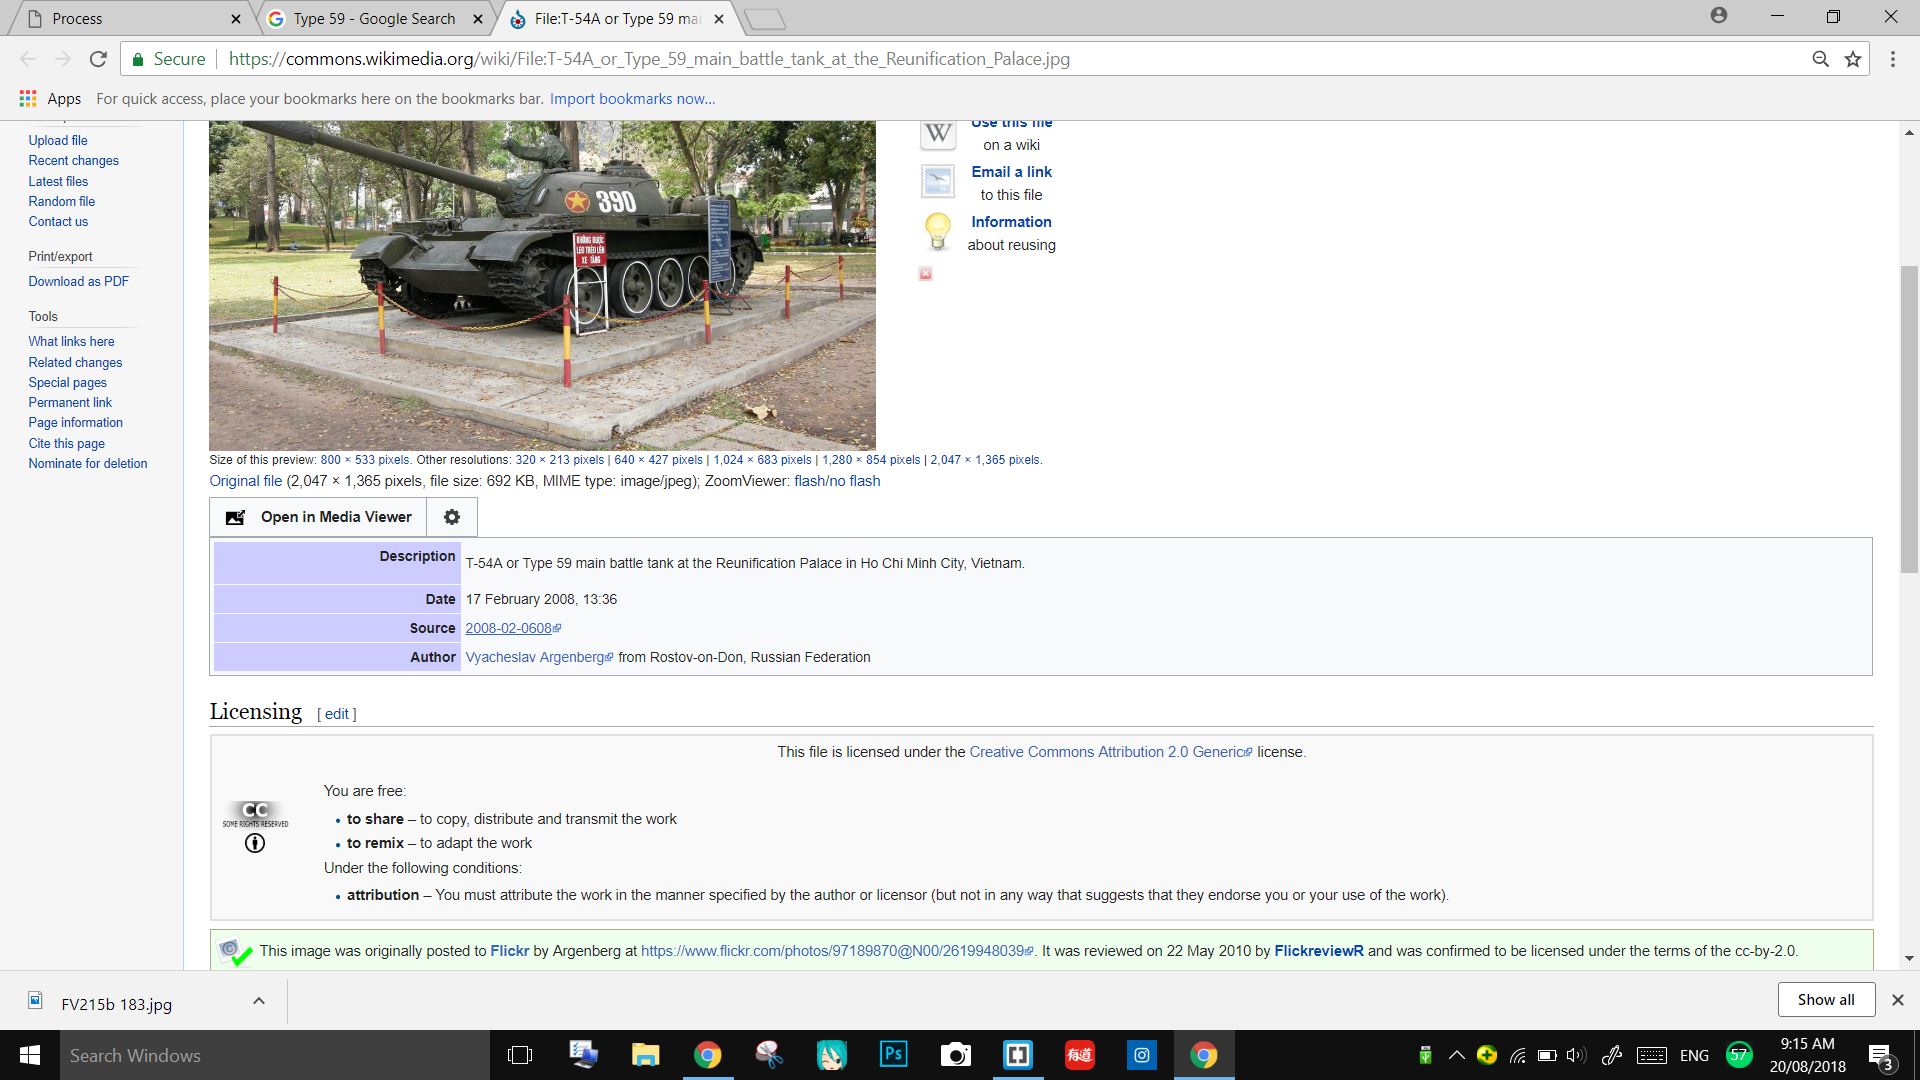 Process
Type 59 - Google Search
File:T-54A or Type 59 mai
Secure
https://commons.wikimedia.org/wiki/File:T-54A_or_Type_59_main_battle_tank_at_the_Reunification_Palace.jpg
Apps For quick access, place your bookmarks here on the bookmarks bar. Import bookmarks now...
Upload file
Recent changes
Latest files
Random file
Contact us
Print/export
Download as PDF
Tools
What links here
Related changes
Special pages
Permanent link
Page information
Cite this page
Nominate for deletion
390
KHÔNG ĐƯỢC
LEO TRÈO LÊN
XE TĂNG
W
Use this file
on a wiki
Email a link
to this file
Information
about reusing
Size of this preview: 800 × 533 pixels. Other resolutions: 320 × 213 pixels | 640 × 427 pixels | 1,024 × 683 pixels | 1,280 × 854 pixels | 2,047 × 1,365 pixels.
Original file (2,047 × 1,365 pixels, file size: 692 KB, MIME type: image/jpeg); ZoomViewer: flash/no flash
Open in Media Viewer
Description T-54A or Type 59 main battle tank at the Reunification Palace in Ho Chi Minh City, Vietnam.
Date 17 February 2008, 13:36
Source 2008-02-0608
Author Vyacheslav Argenberg from Rostov-on-Don, Russian Federation
Licensing [ edit ]
This file is licensed under the Creative Commons Attribution 2.0 Generic license.
CC
SOME RIGHTS RESERVED
You are free:
• to share – to copy, distribute and transmit the work
• to remix – to adapt the work
Under the following conditions:
• attribution – You must attribute the work in the manner specified by the author or licensor (but not in any way that suggests that they endorse you or your use of the work).
This image was originally posted to Flickr by Argenberg at https://www.flickr.com/photos/97189870@N00/2619948039. It was reviewed on 22 May 2010 by FlickreviewR and was confirmed to be licensed under the terms of the cc-by-2.0.
FV215b 183.jpg
Show all
Search Windows
Ps
有道
ENG
57
9:15 AM
20/08/2018
3